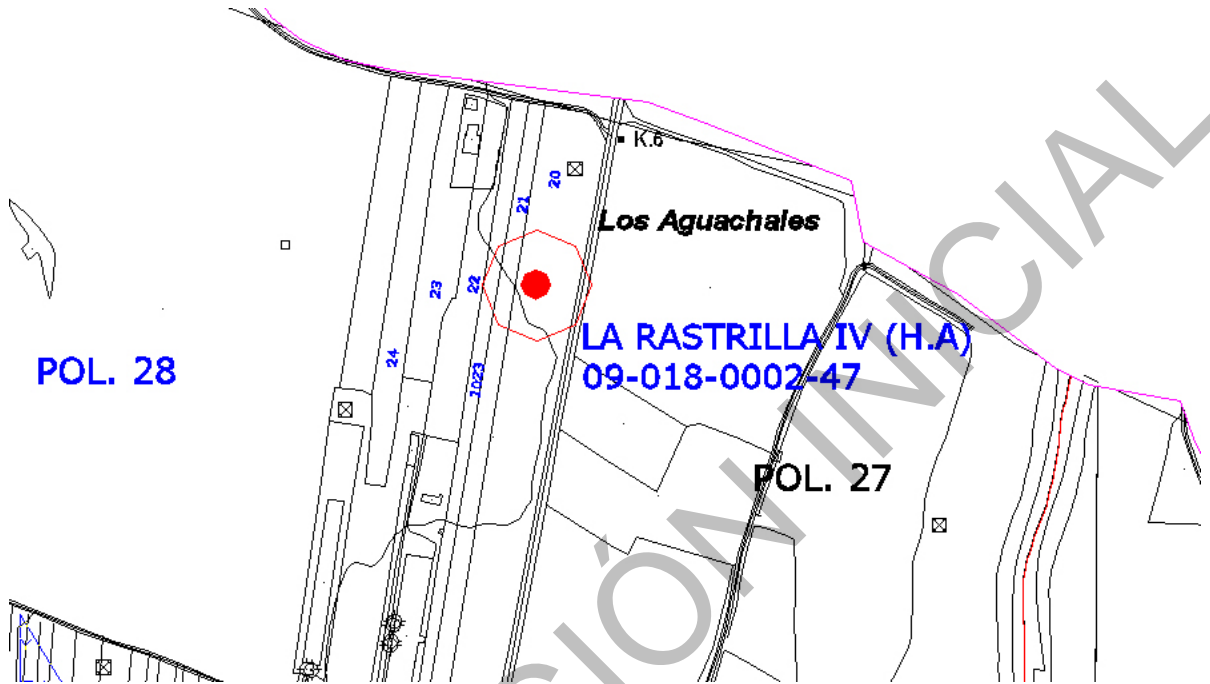 K.6
20
21
Los Aguachales
22
23
LA RASTRILLA IV (H.A)
24
POL. 28
1023
09-018-0002-47
POL. 27
SIÓN INICIAL